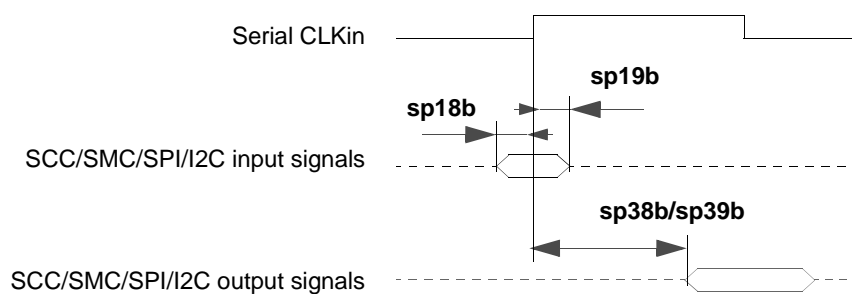 Serial CLKin
sp19b
sp18b
SCC/SMC/SPI/I2C input signals
sp38b/sp39b
SCC/SMC/SPI/I2C output signals